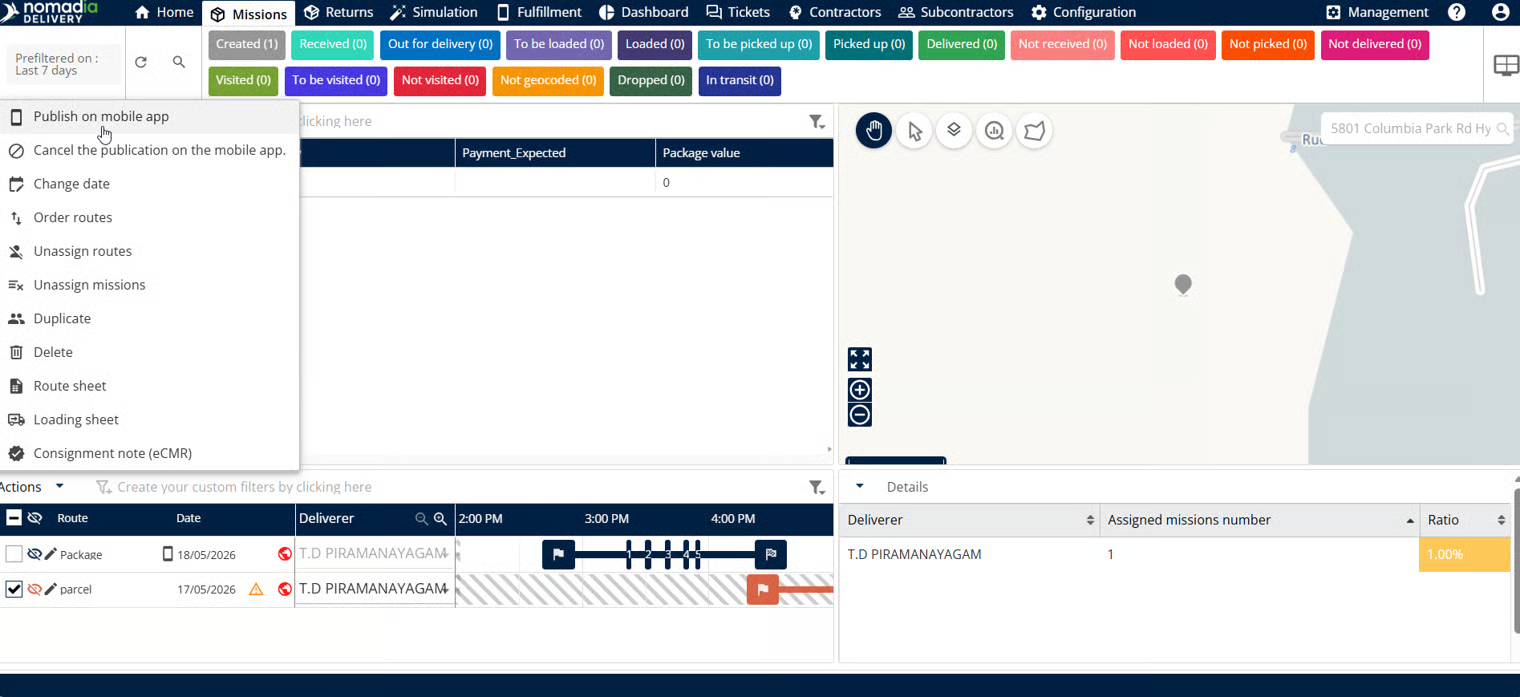 nomadia
DELIVERY
Home
Missions
Returns
Simulation
Fulfillment
Dashboard
Tickets
Contractors
Subcontractors
Configuration
Management
?
Prefiltered on :
Last 7 days
Created (1)
Received (0)
Out for delivery (0)
To be loaded (0)
Loaded (0)
To be picked up (0)
Picked up (0)
Delivered (0)
Not received (0)
Not loaded (0)
Not picked (0)
Not delivered (0)
Visited (0)
To be visited (0)
Not visited (0)
Not geocoded (0)
Dropped (0)
In transit (0)
Publish on mobile app
Cancel the publication on the mobile app.
Change date
Order routes
Unassign routes
Unassign missions
Duplicate
Delete
Route sheet
Loading sheet
Consignment note (eCMR)
clicking here
Payment_Expected
Package value
0
5801 Columbia Park Rd Hy
8
Actions
Create your custom filters by clicking here
Route
Date
Deliverer
2:00 PM
3:00 PM
4:00 PM
Package
18/05/2026
T.D PIRAMANAYAGAM
1
2
3
4
5
parcel
17/05/2026
T.D PIRAMANAYAGAM
Details
Deliverer
Assigned missions number
Ratio
T.D PIRAMANAYAGAM
1
1.00%